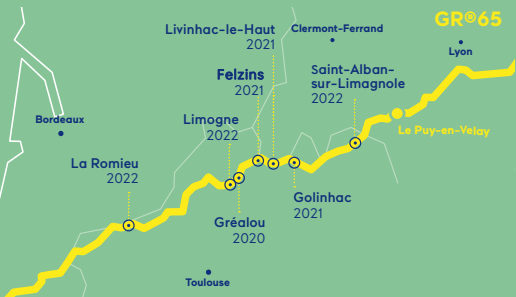 GR®65
Livinhac-le-Haut
2021
Clermont-Ferrand
Lyon
Felzins
2021
Saint-Alban-
sur-Limagnole
2022
Limogne
2022
Bordeaux
Le Puy-en-Velay
La Romieu
2022
Golinhac
2021
Gréalou
2020
Toulouse